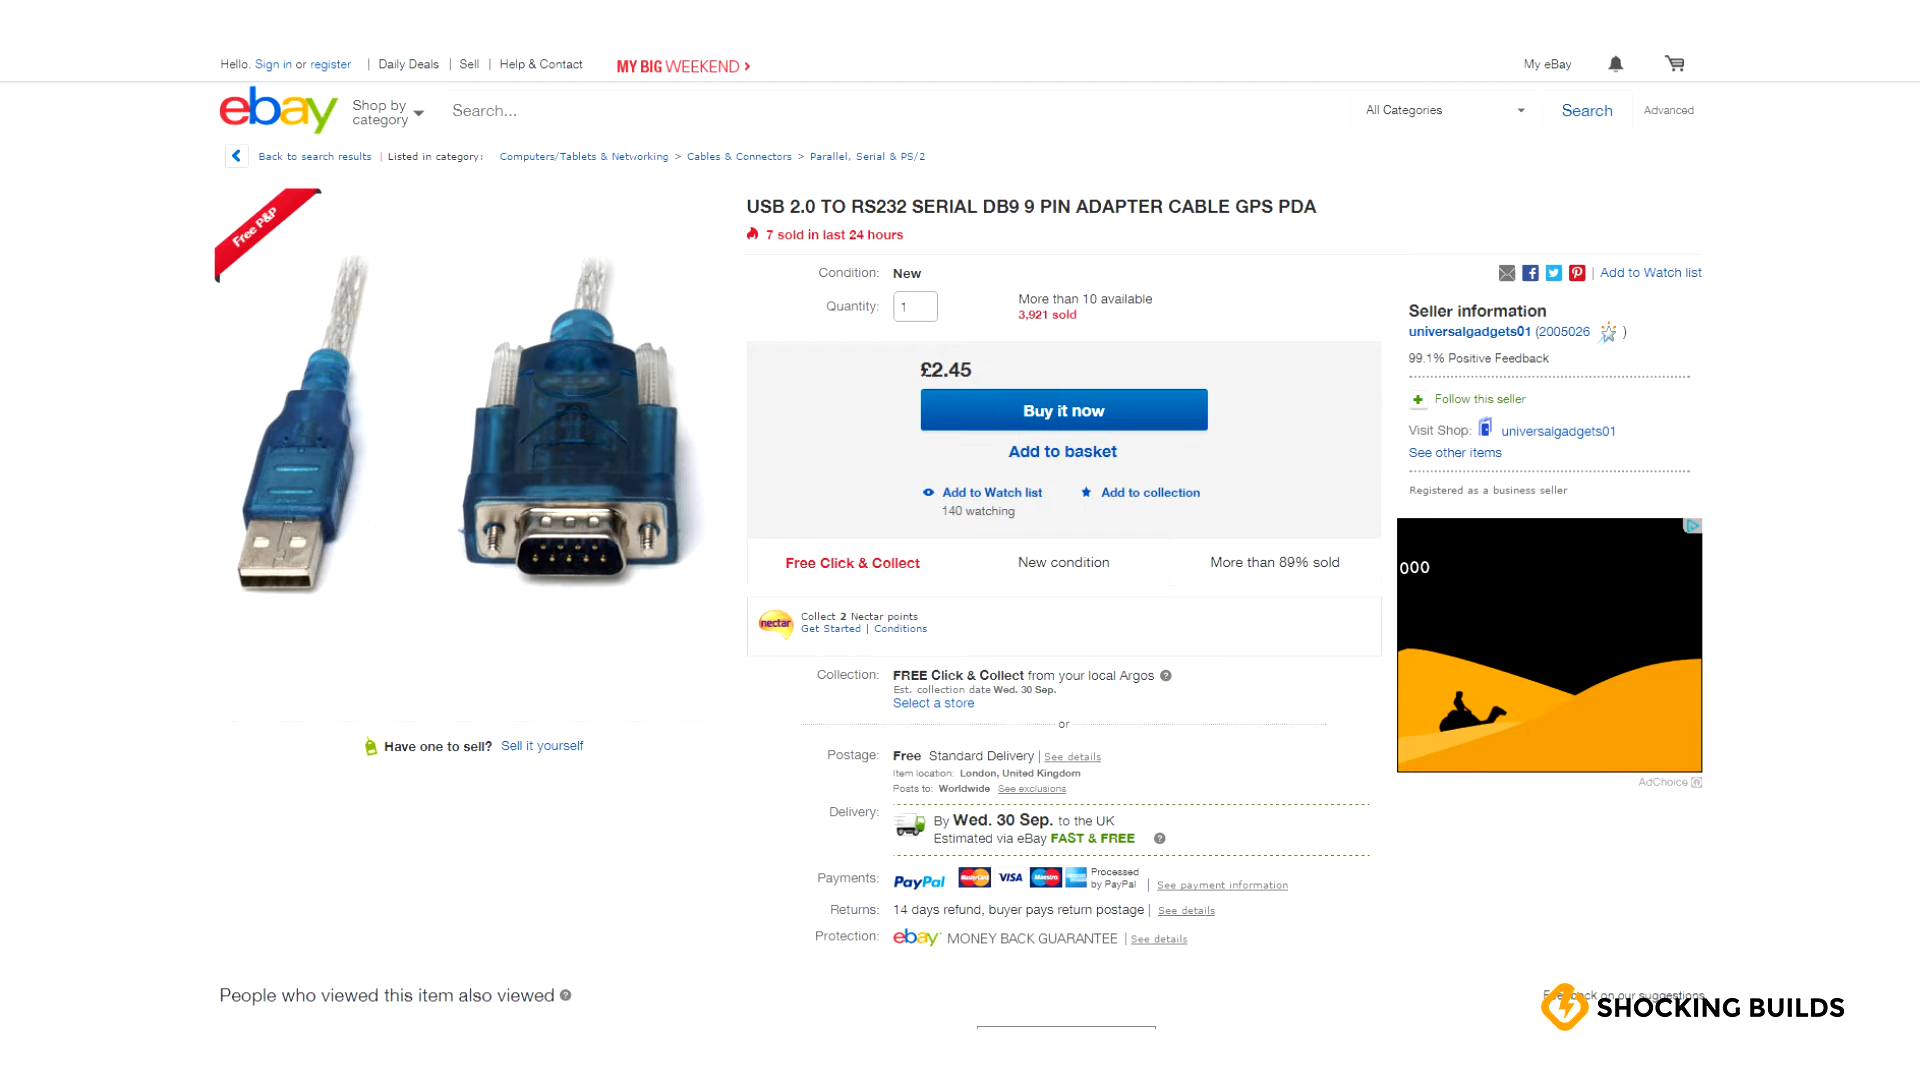 Hello. Sign in or register | Daily Deals | Sell | Help & Contact MY BIG WEEKEND > My eBay
ebay Shop by category Search... All Categories Search Advanced
Back to search results | Listed in category: Computers/Tablets & Networking > Cables & Connectors > Parallel, Serial & PS/2
Free P&P
USB 2.0 TO RS232 SERIAL DB9 9 PIN ADAPTER CABLE GPS PDA
7 sold in last 24 hours
Condition: New
Quantity: 1 More than 10 available
3,921 sold
£2.45
Buy it now
Add to basket
Add to Watch list Add to collection
140 watching
Free Click & Collect New condition More than 89% sold
nectar
Collect 2 Nectar points
Get Started | Conditions
Collection: FREE Click & Collect from your local Argos
Est. collection date Wed. 30 Sep.
Select a store
or
Postage: Free Standard Delivery | See details
Item location: London, United Kingdom
Posts to: Worldwide See exclusions
Delivery: By Wed. 30 Sep. to the UK
Estimated via eBay FAST & FREE
Payments: PayPal MasterCard VISA Maestro Processed by PayPal | See payment information
Returns: 14 days refund, buyer pays return postage | See details
Protection: ebay MONEY BACK GUARANTEE | See details
| Add to Watch list
Seller information
universalgadgets01 (2005026 )
99.1% Positive Feedback
Follow this seller
Visit Shop: universalgadgets01
See other items
Registered as a business seller
000
AdChoice
Have one to sell? Sell it yourself
People who viewed this item also viewed
on our suggestions
SHOCKING BUILDS